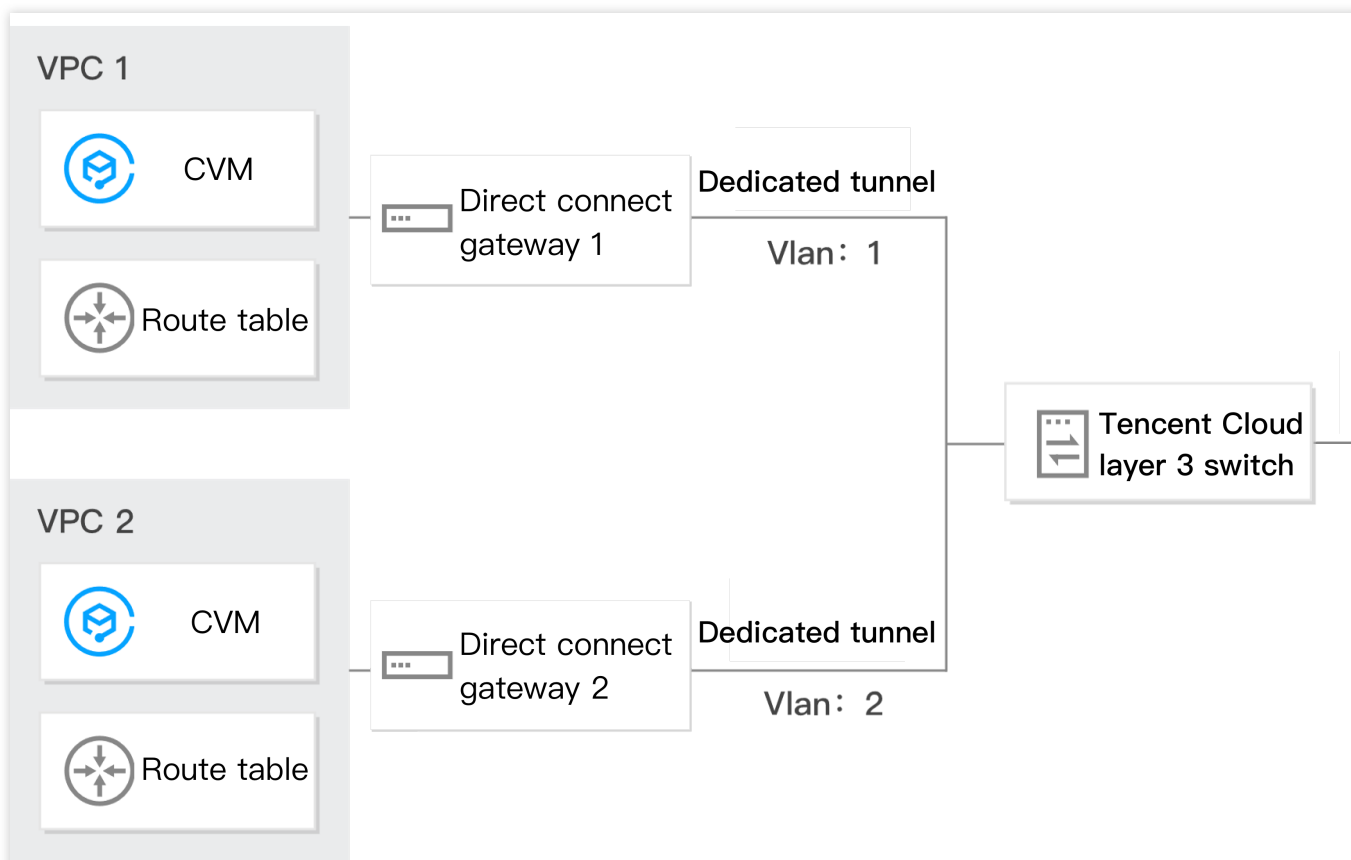 VPC 1
CVM
Route table
Direct connect
gateway 1
Dedicated tunnel
Vlan：1
Tencent Cloud
layer 3 switch
VPC 2
CVM
Route table
Direct connect
gateway 2
Dedicated tunnel
Vlan：2